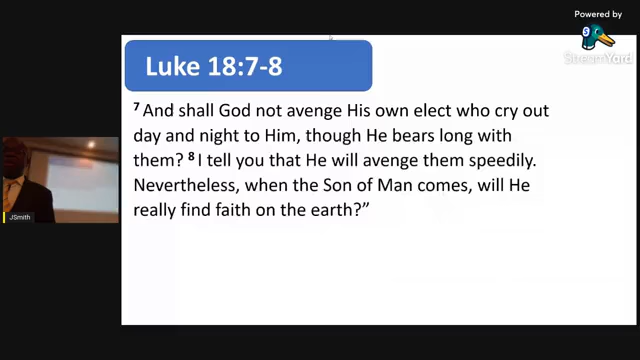 Powered by
S
StreamYard
Luke 18:7-8
7 And shall God not avenge His own elect who cry out
day and night to Him, though He bears long with
them? 8 I tell you that He will avenge them speedily.
Nevertheless, when the Son of Man comes, will He
really find faith on the earth?”
JSmith